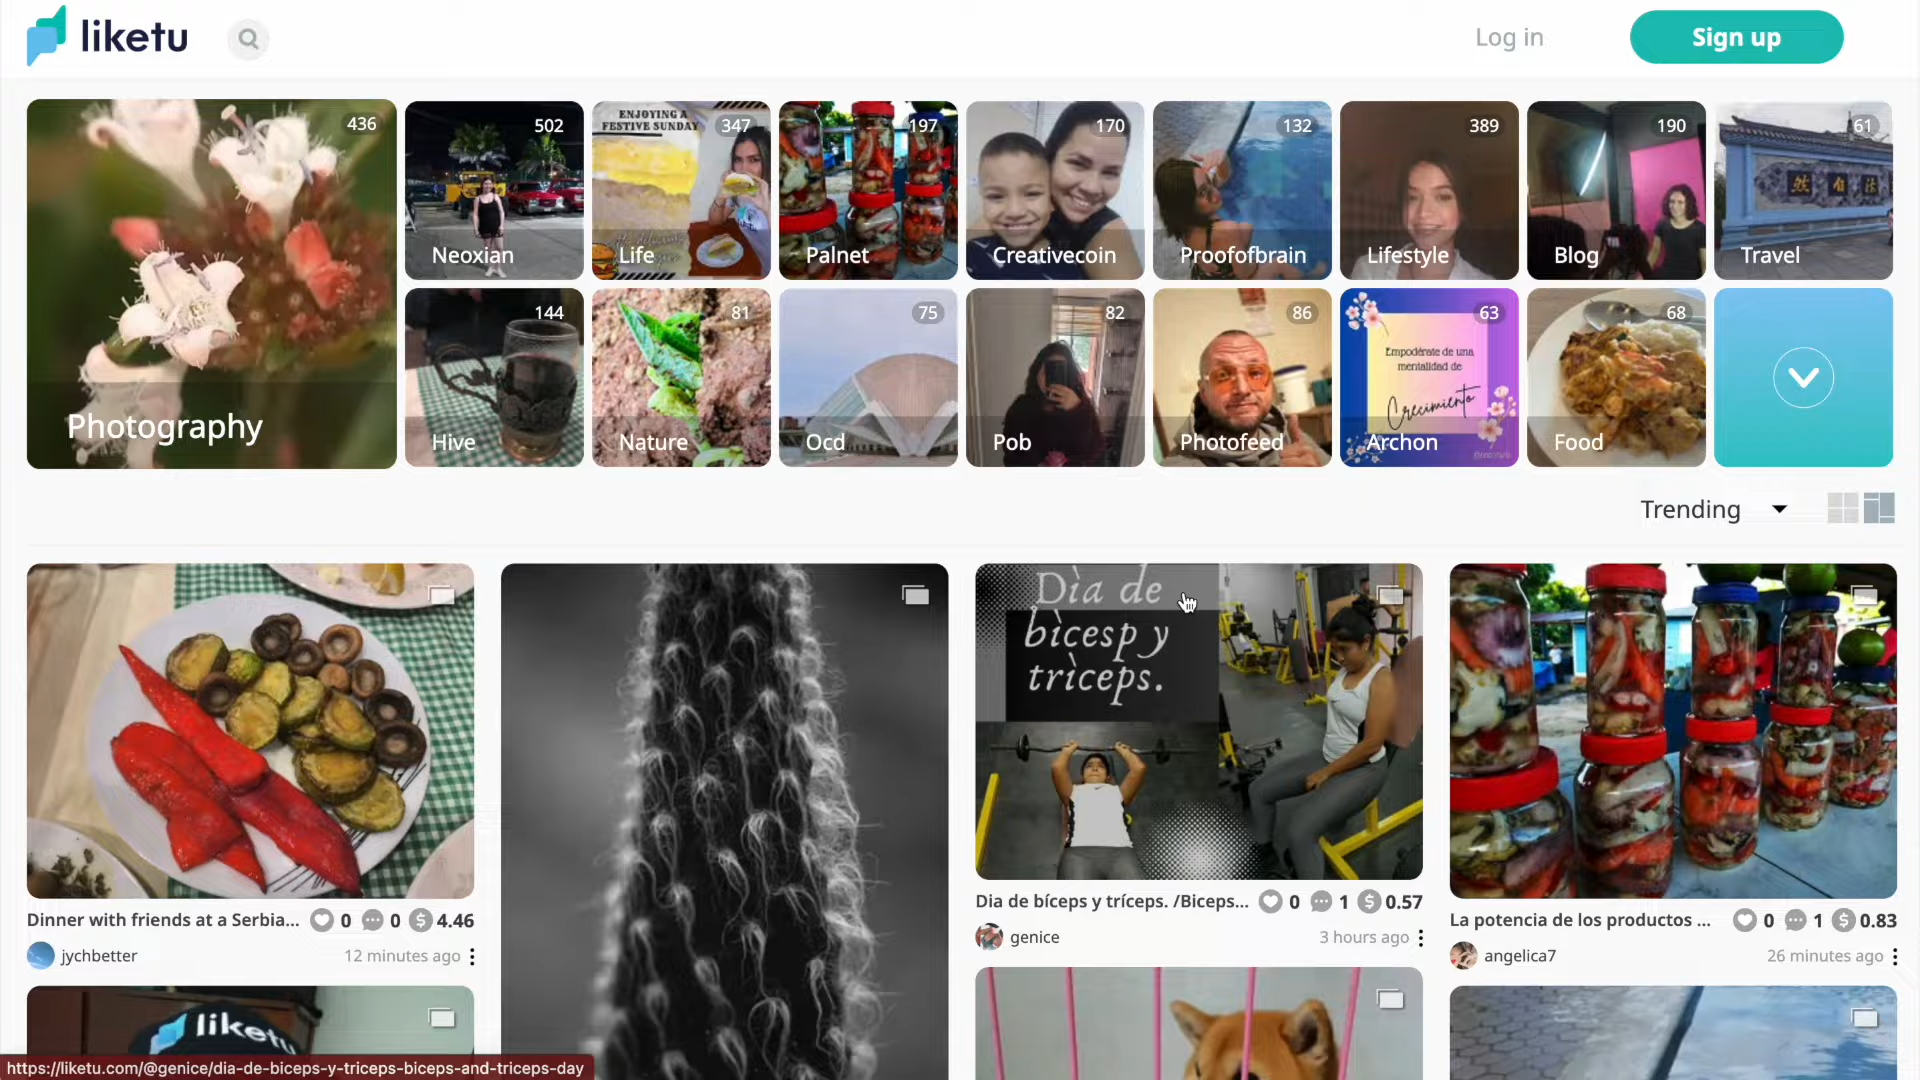 liketu
Log in
Sign up
436
Photography
502
Neoxian
ENJOYING A
FESTIVE SUNDAY
347
Life
197
Palnet
170
Creativecoin
132
Proofofbrain
389
Lifestyle
190
Blog
61
Travel
144
Hive
81
Nature
75
Ocd
82
Pob
86
Photofeed
63
Empodérate de una
mentalidad de
Crecimiento
Archon
68
Food
Trending
Dìa de
bìcesp y
trìceps.
Dinner with friends at a Serbia... 0 0 $ 4.46
jychbetter 12 minutes ago
Dia de bíceps y tríceps. /Biceps... 0 1 $ 0.57
genice 3 hours ago
La potencia de los productos ... 0 1 $ 0.83
angelica7 26 minutes ago
liketu
https://liketu.com/@genice/dia-de-biceps-y-triceps-biceps-and-triceps-day